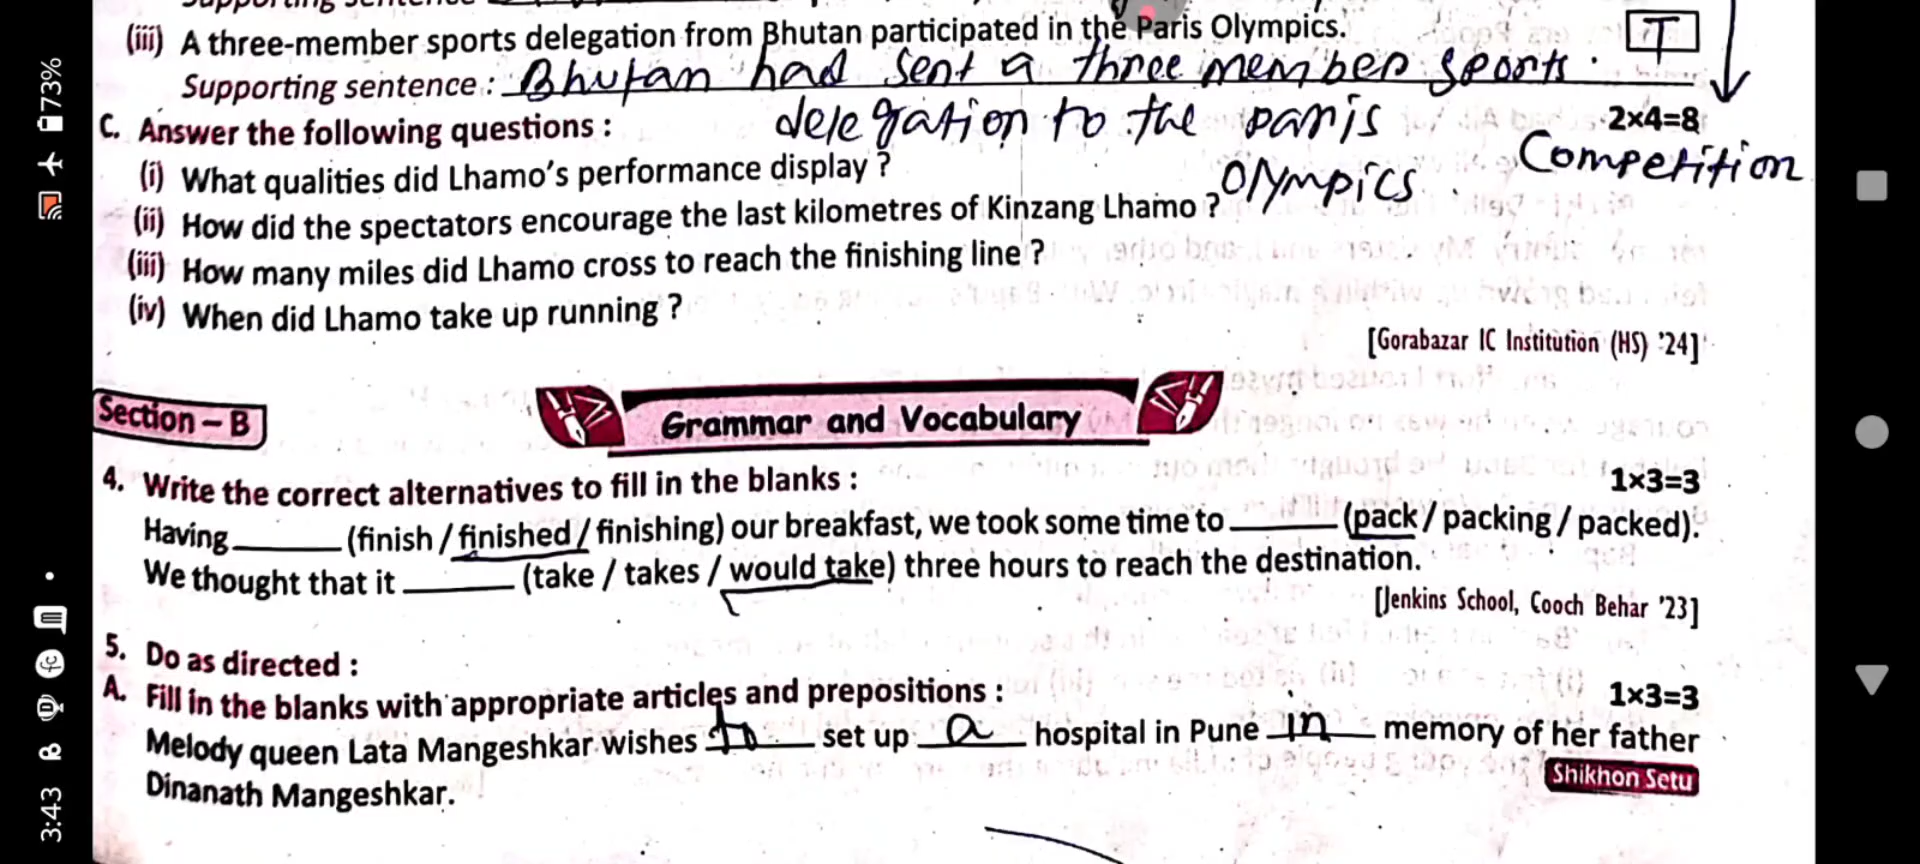 Supporting sentence
(iii) A three-member sports delegation from Bhutan participated in the Paris Olympics. T
Supporting sentence : Bhutan had sent a three member sports
delegation to the paris
Olympics
Competition
C. Answer the following questions : 2×4=8
(i) What qualities did Lhamo's performance display ?
(ii) How did the spectators encourage the last kilometres of Kinzang Lhamo ?
(iii) How many miles did Lhamo cross to reach the finishing line ?
(iv) When did Lhamo take up running ?
[Gorabazar IC Institution (HS) '24]
Section – B
Grammar and Vocabulary
4. Write the correct alternatives to fill in the blanks : 1×3=3
Having ______ (finish / finished / finishing) our breakfast, we took some time to ______ (pack / packing / packed).
We thought that it ______ (take / takes / would take) three hours to reach the destination.
[Jenkins School, Cooch Behar '23]
5. Do as directed :
A. Fill in the blanks with appropriate articles and prepositions : 1×3=3
Melody queen Lata Mangeshkar wishes to set up a hospital in Pune in memory of her father
Dinanath Mangeshkar.
Shikhon Setu
73%
3:43